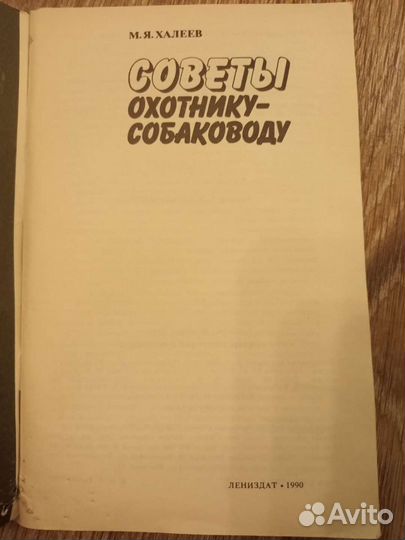 М. Я. ХАЛЕЕВ
СОВЕТЫ
ОХОТНИКУ-
СОБАКОВОДУ
ЛЕНИЗДАТ • 1990
Avito